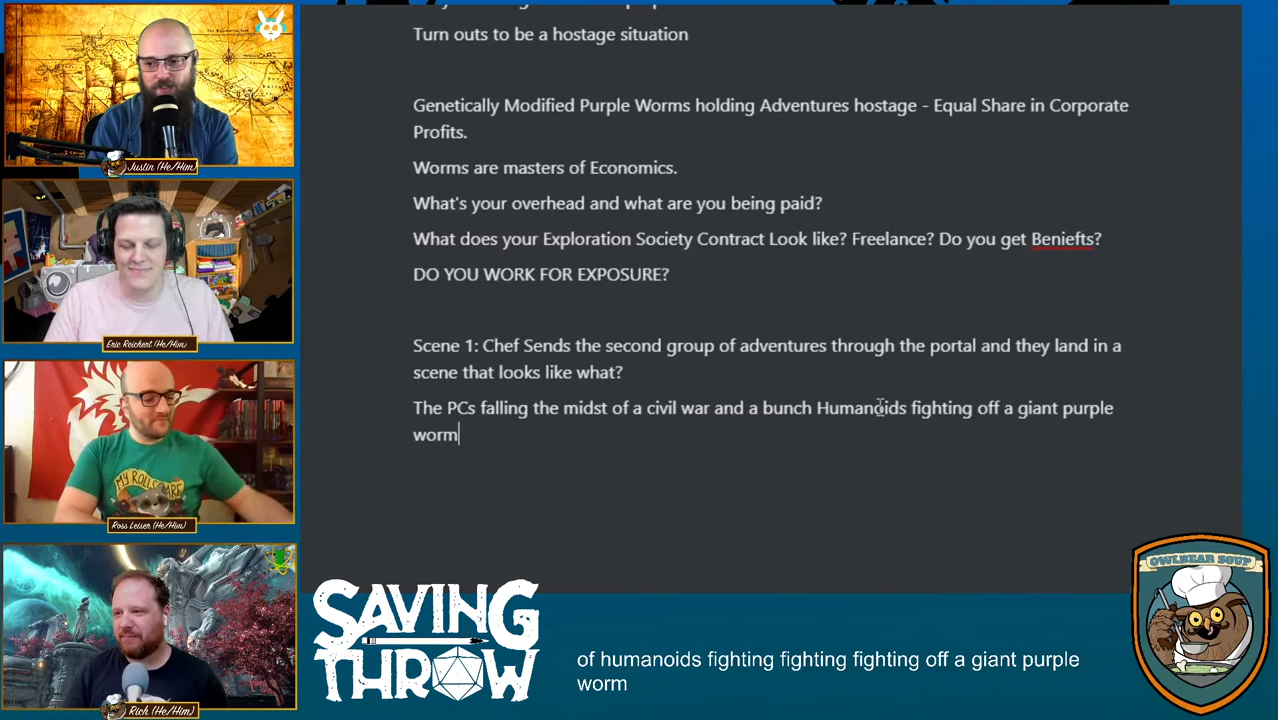 Turn outs to be a hostage situation
Genetically Modified Purple Worms holding Adventures hostage - Equal Share in Corporate
Profits.
Worms are masters of Economics.
What's your overhead and what are you being paid?
What does your Exploration Society Contract Look like? Freelance? Do you get Beniefts?
DO YOU WORK FOR EXPOSURE?
Scene 1: Chef Sends the second group of adventures through the portal and they land in a
scene that looks like what?
The PCs falling the midst of a civil war and a bunch Humanoids fighting off a giant purple
worm
Justin (He/Him)
Eric Reichert (He/Him)
MY ROLLS ARE
Ross Leiser (He/Him)
Rich (He/Him)
SAVING
THROW
of humanoids fighting fighting fighting off a giant purple
worm
OWLBEAR SOUP